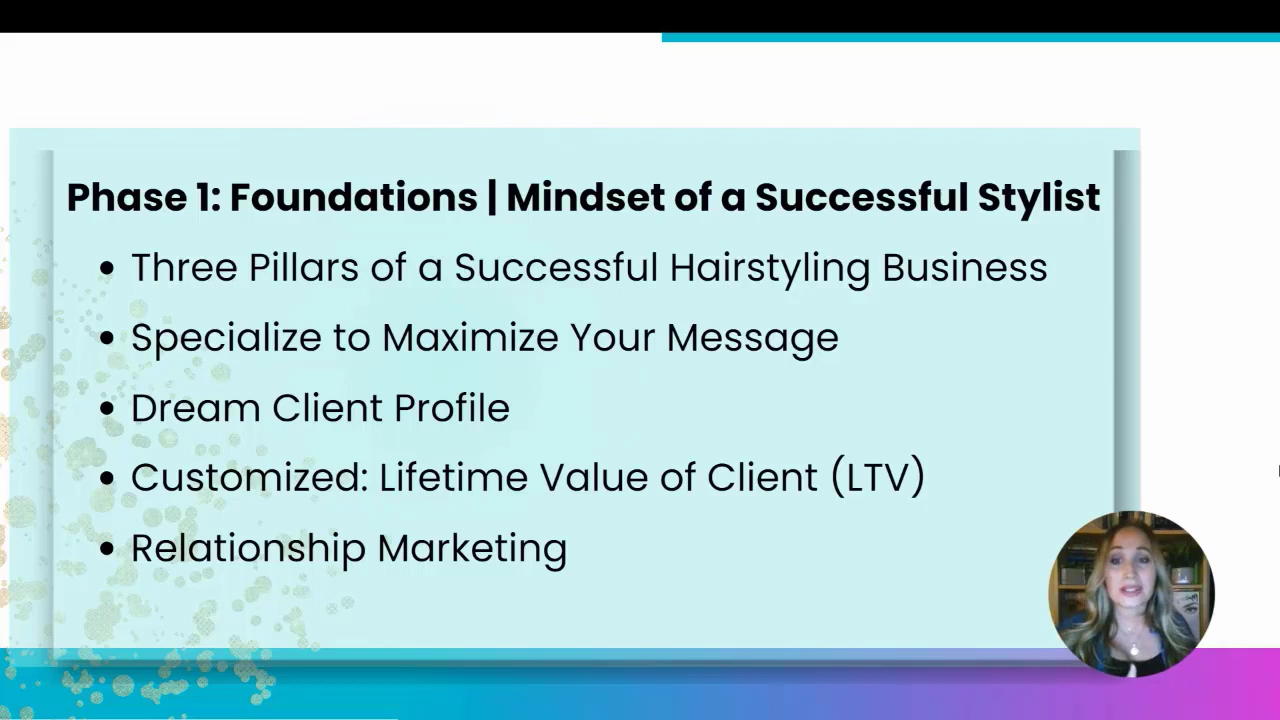 Phase 1: Foundations | Mindset of a Successful Stylist
• Three Pillars of a Successful Hairstyling Business
• Specialize to Maximize Your Message
• Dream Client Profile
• Customized: Lifetime Value of Client (LTV)
• Relationship Marketing